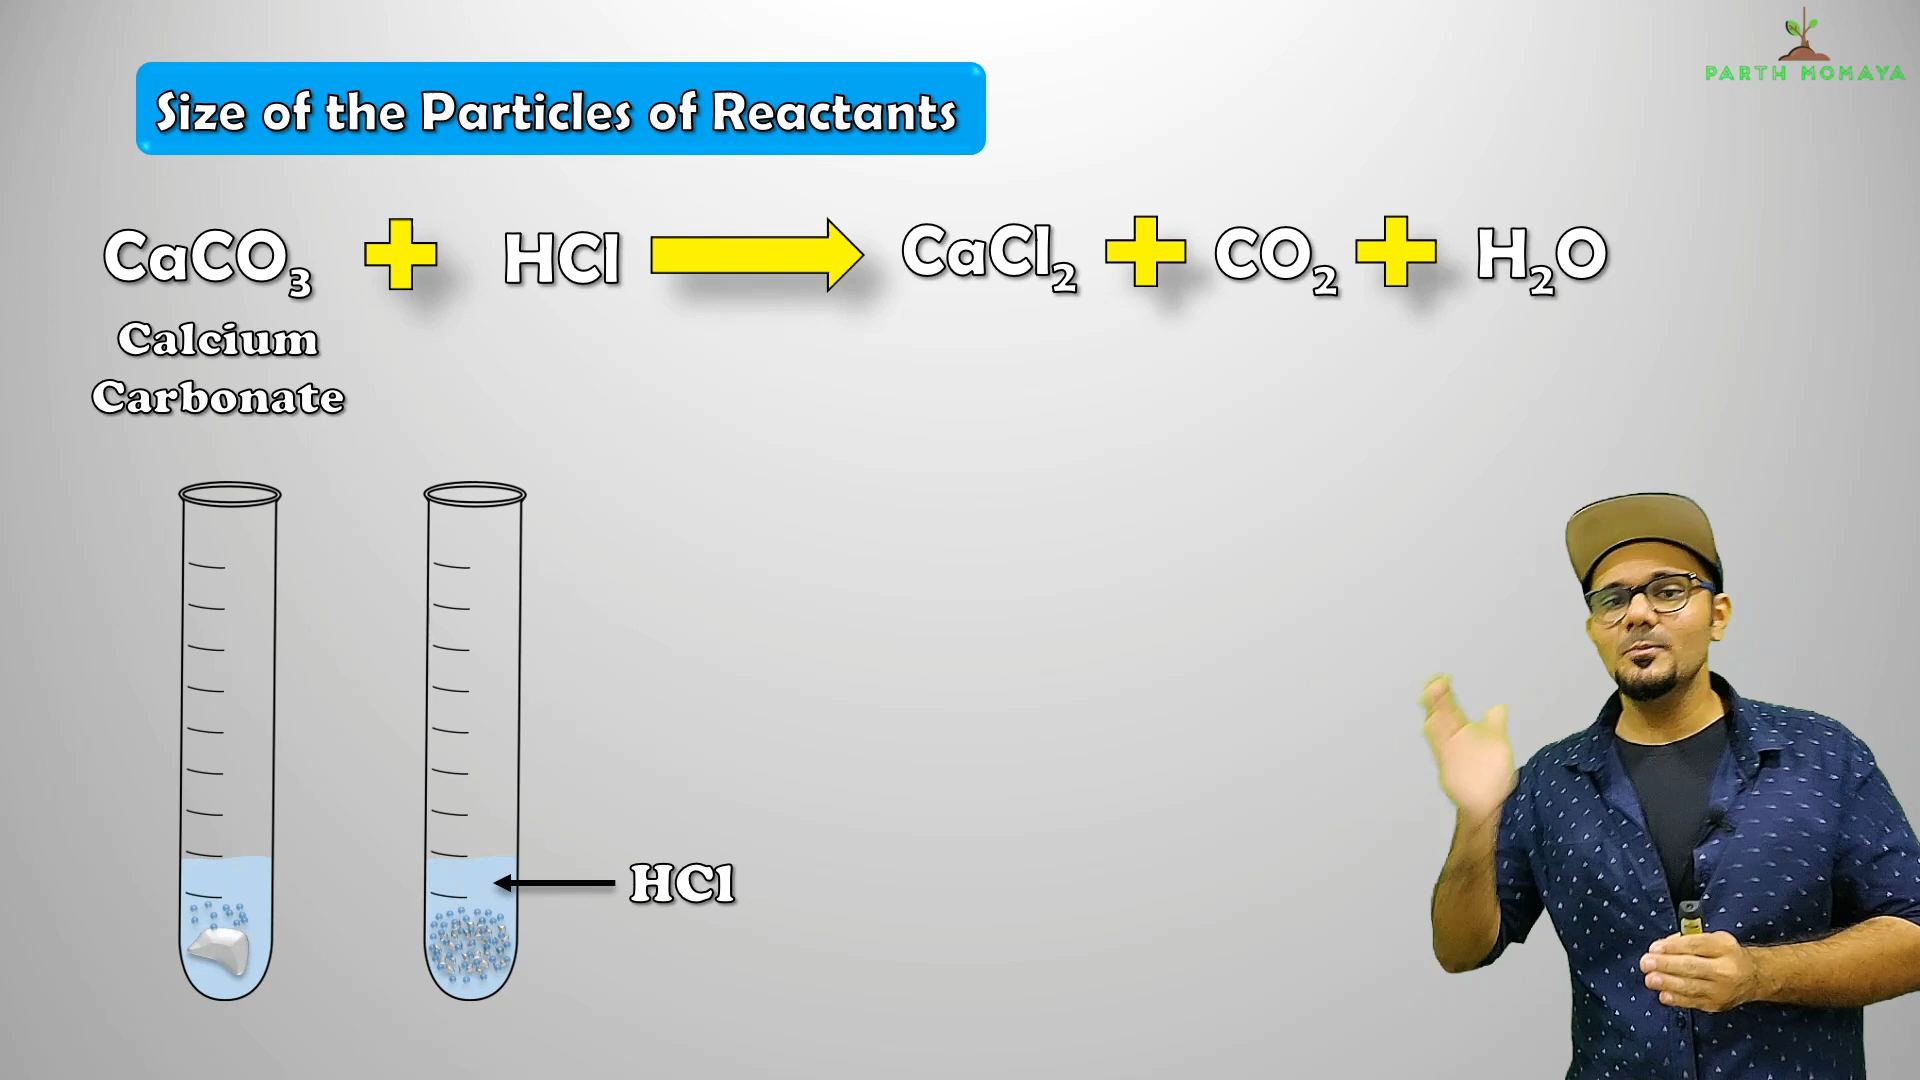 PARTH MOMAYA
Size of the Particles of Reactants
CaCO₃ + HCl → CaCl₂ + CO₂ + H₂O
Calcium
Carbonate
HCl